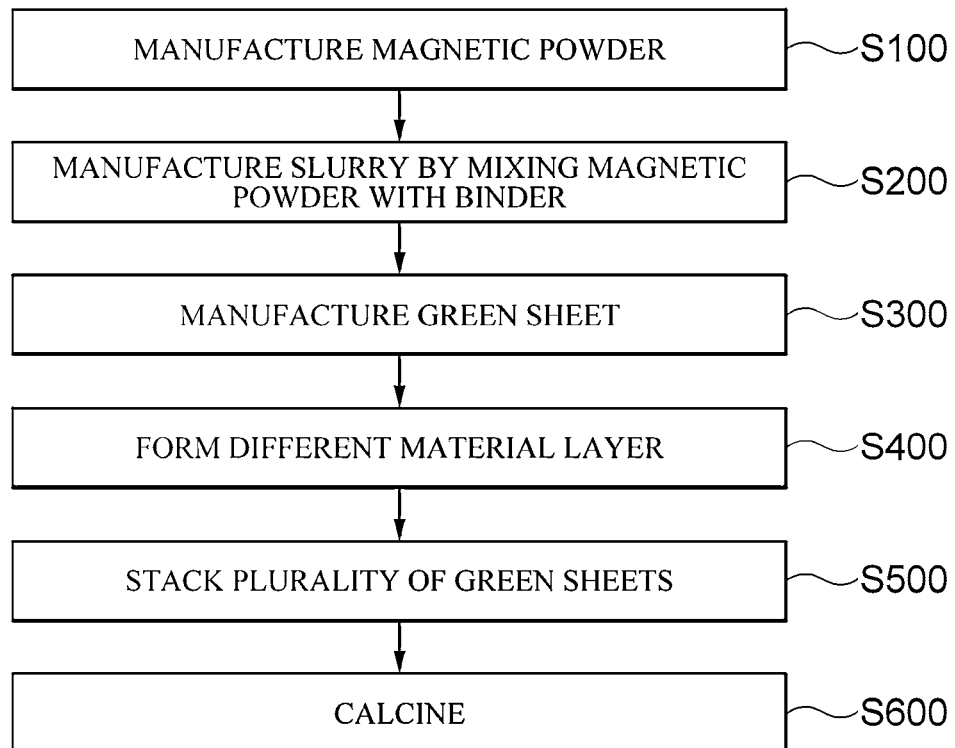 MANUFACTURE MAGNETIC POWDER
S100
MANUFACTURE SLURRY BY MIXING MAGNETIC
POWDER WITH BINDER
S200
MANUFACTURE GREEN SHEET
S300
FORM DIFFERENT MATERIAL LAYER
S400
STACK PLURALITY OF GREEN SHEETS
S500
CALCINE
S600